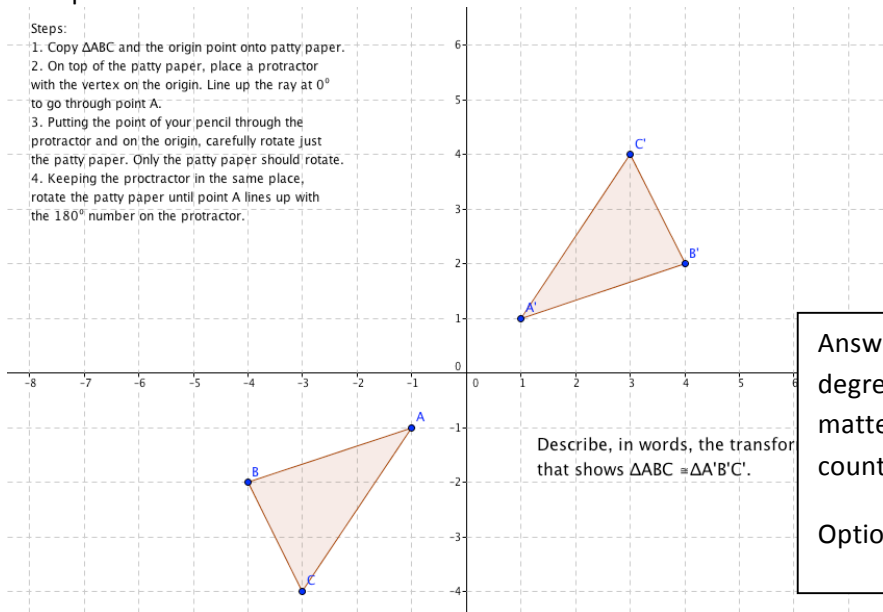 Steps:
1. Copy ΔABC and the origin point onto patty paper.
2. On top of the patty paper, place a protractor
with the vertex on the origin. Line up the ray at 0°
to go through point A.
3. Putting the point of your pencil through the
protractor and on the origin, carefully rotate just
the patty paper. Only the patty paper should rotate.
4. Keeping the proctractor in the same place,
rotate the patty paper until point A lines up with
the 180° number on the protractor.
6
5
4
3
2
1
0
-1
-2
-3
-4
-8 -7 -6 -5 -4 -3 -2 -1 0 1 2 3 4 5 6
C'
B'
A'
A
B
C
Describe, in words, the transfor
that shows ΔABC ≅ΔA'B'C'.
Answ
degre
matte
count
Optio